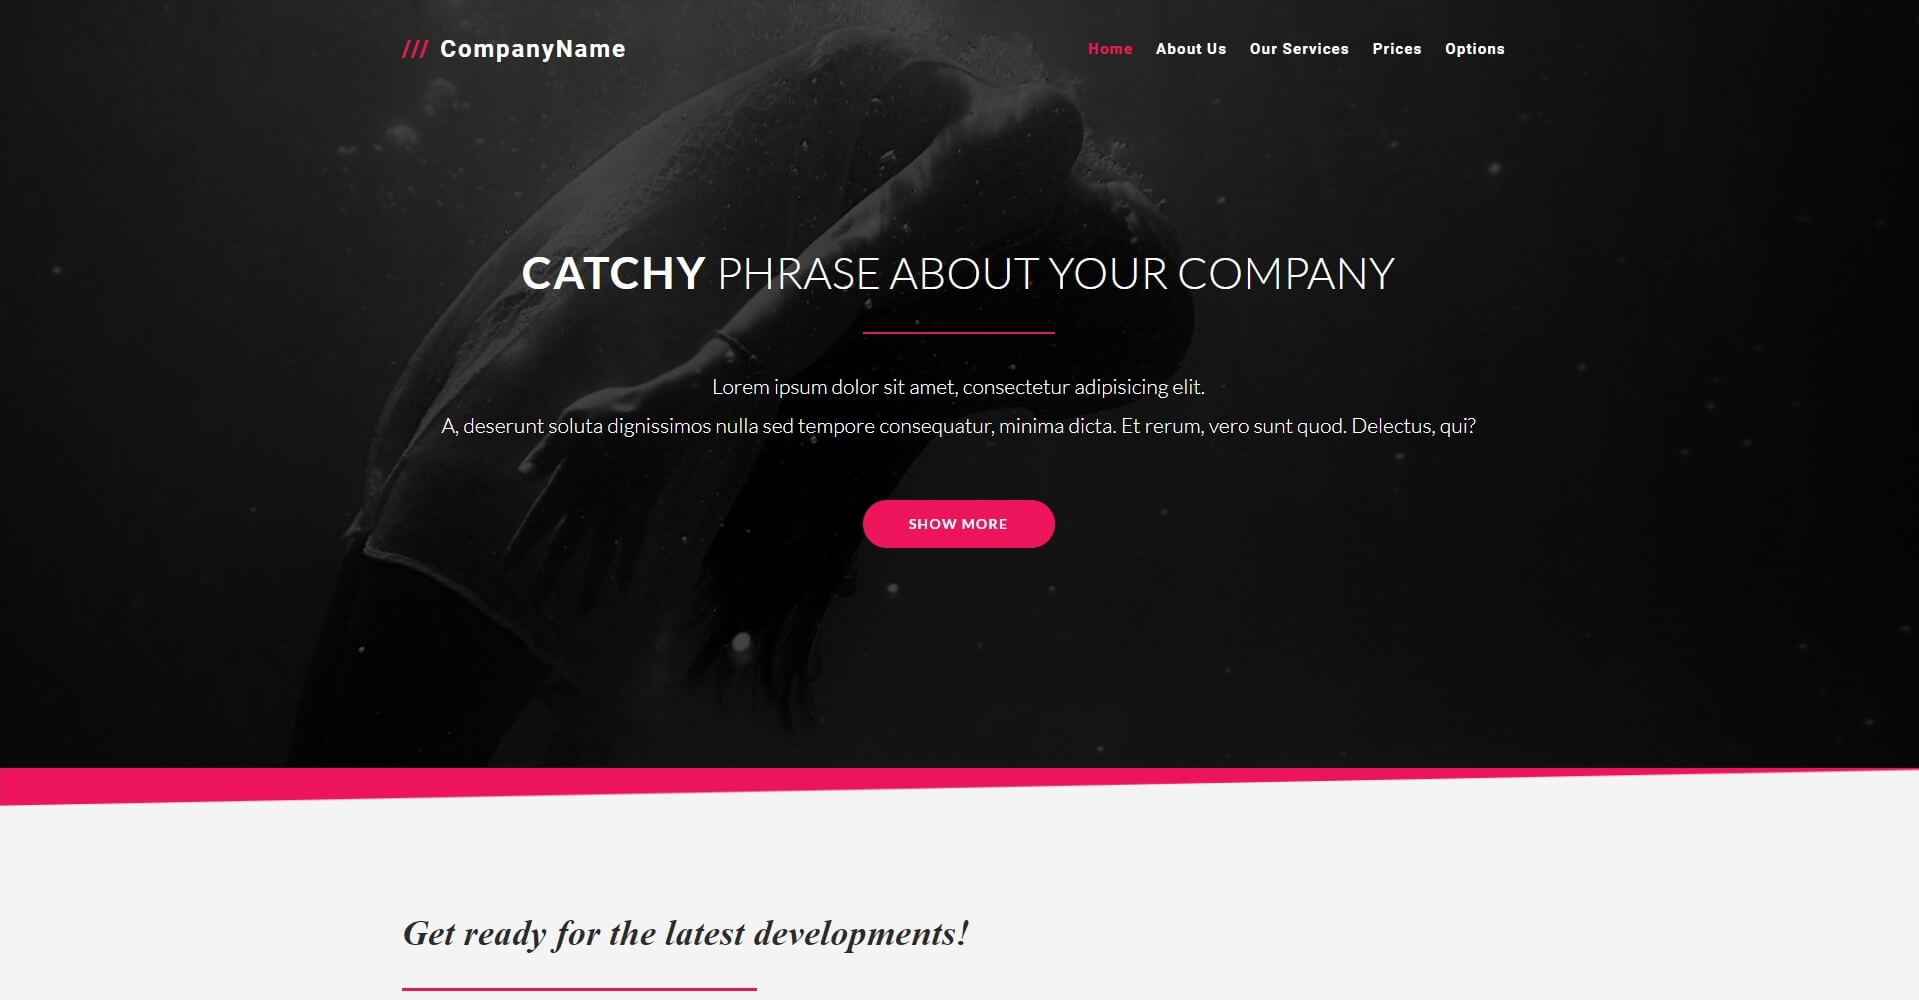 /// CompanyName
Home About Us Our Services Prices Options
CATCHY PHRASE ABOUT YOUR COMPANY
Lorem ipsum dolor sit amet, consectetur adipisicing elit.
A, deserunt soluta dignissimos nulla sed tempore consequatur, minima dicta. Et rerum, vero sunt quod. Delectus, qui?
SHOW MORE
Get ready for the latest developments!